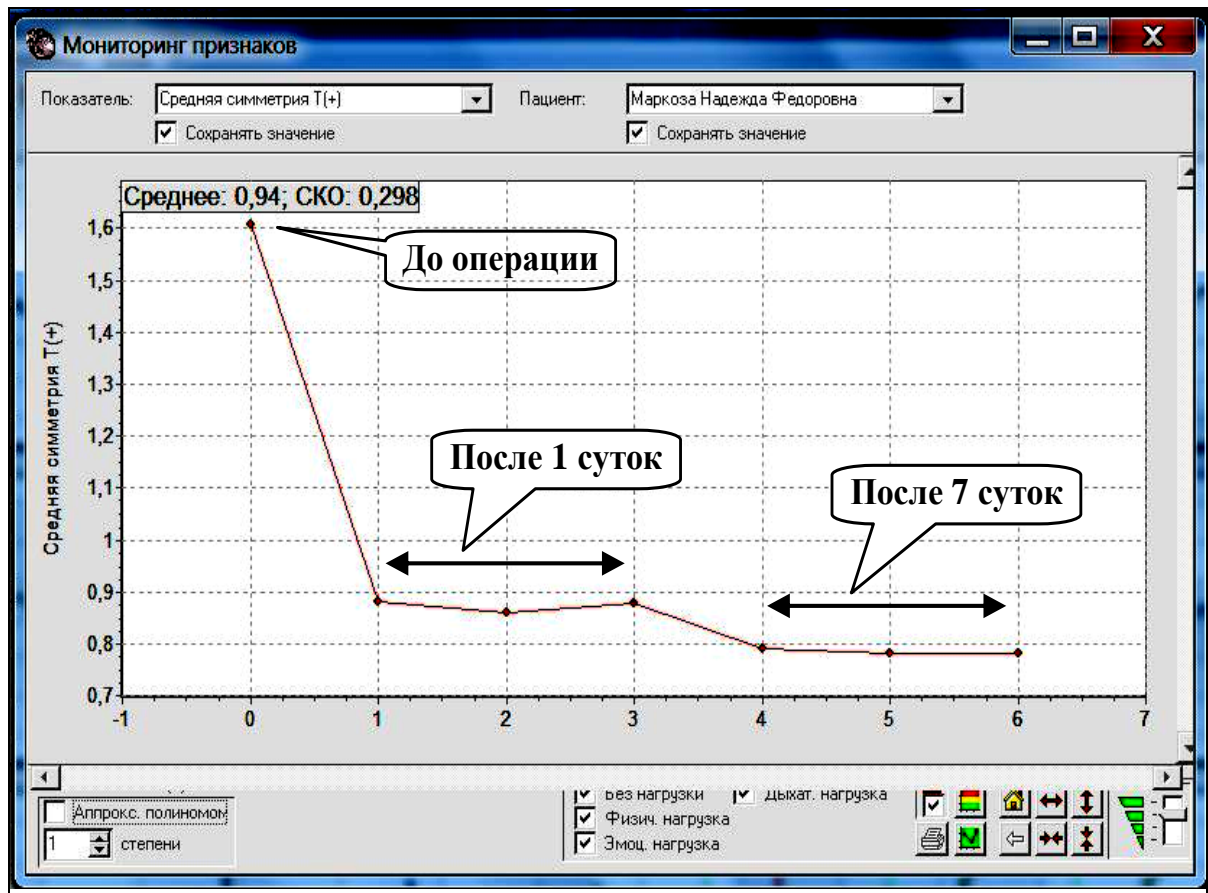 Мониторинг признаков
X
Показатель: Средняя симметрия Т(+) Пациент: Маркоза Надежда Федоровна
Сохранять значение Сохранять значение
Среднее: 0,94; СКО: 0,298
До операции
После 1 суток
После 7 суток
Средняя симметрия Т(+)
1,6
1,5
1,4
1,3
1,2
1,1
1
0,9
0,8
0,7
-1 0 1 2 3 4 5 6 7
Аппрокс. полиномом
1 степени
Без нагрузки Дыхат. нагрузка
Физич. нагрузка
Эмоц. нагрузка